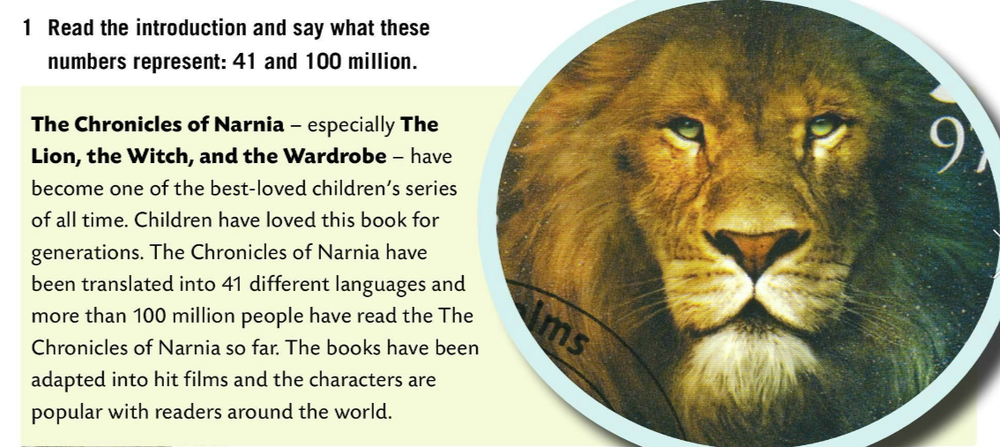 1 Read the introduction and say what these
numbers represent: 41 and 100 million.
The Chronicles of Narnia – especially The
Lion, the Witch, and the Wardrobe – have
become one of the best-loved children's series
of all time. Children have loved this book for
generations. The Chronicles of Narnia have
been translated into 41 different languages and
more than 100 million people have read the The
Chronicles of Narnia so far. The books have been
adapted into hit films and the characters are
popular with readers around the world.